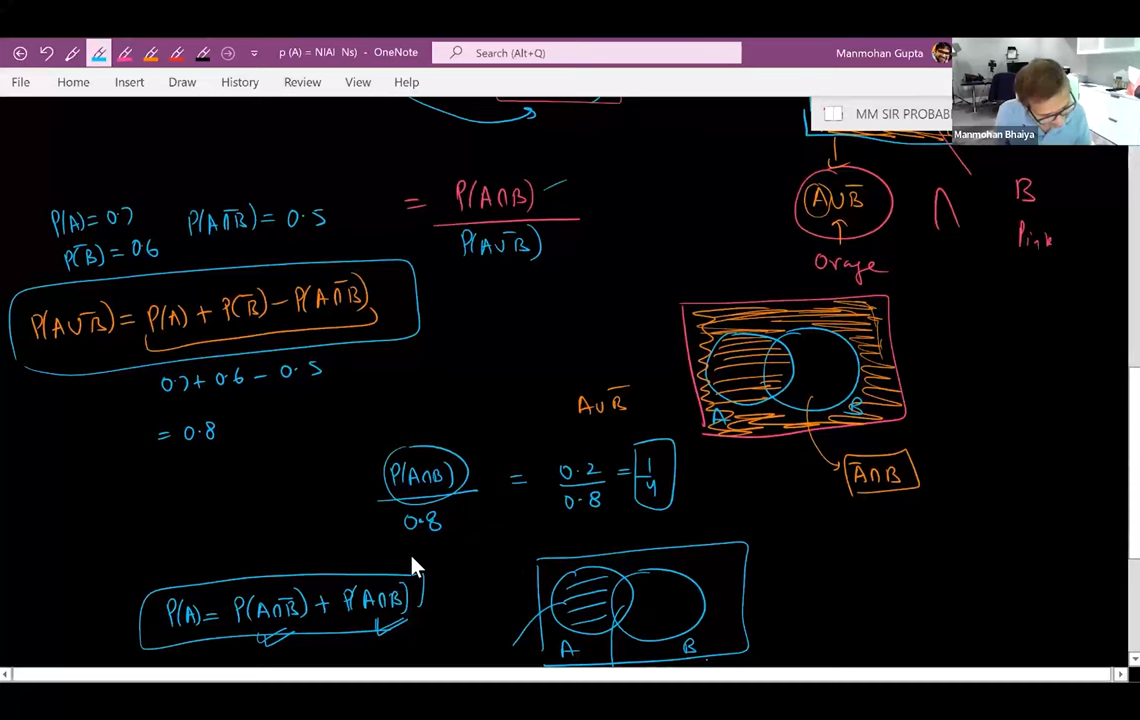 p (A) = N(A( Ns) - OneNote
Search (Alt+Q)
Manmohan Gupta
File Home Insert Draw History Review View Help
MM SIR PROBABI
Manmohan Bhaiya
P(A)=0.7 P(A∩B̅)=0.5
P(B̅)=0.6
= P(A∩B)
P(A∪B̅)
A∪B̅ ∩ B
Orange
Pink
P(A∪B̅)= P(A) + P(B̅) - P(A∩B̅)
0.7+ 0.6 - 0.5
= 0.8
A∪B̅
A B
A̅∩B
P(A∩B) = 0.2 = 1
0.8 0.8 4
P(A)= P(A∩B̅) + P(A∩B)
A B